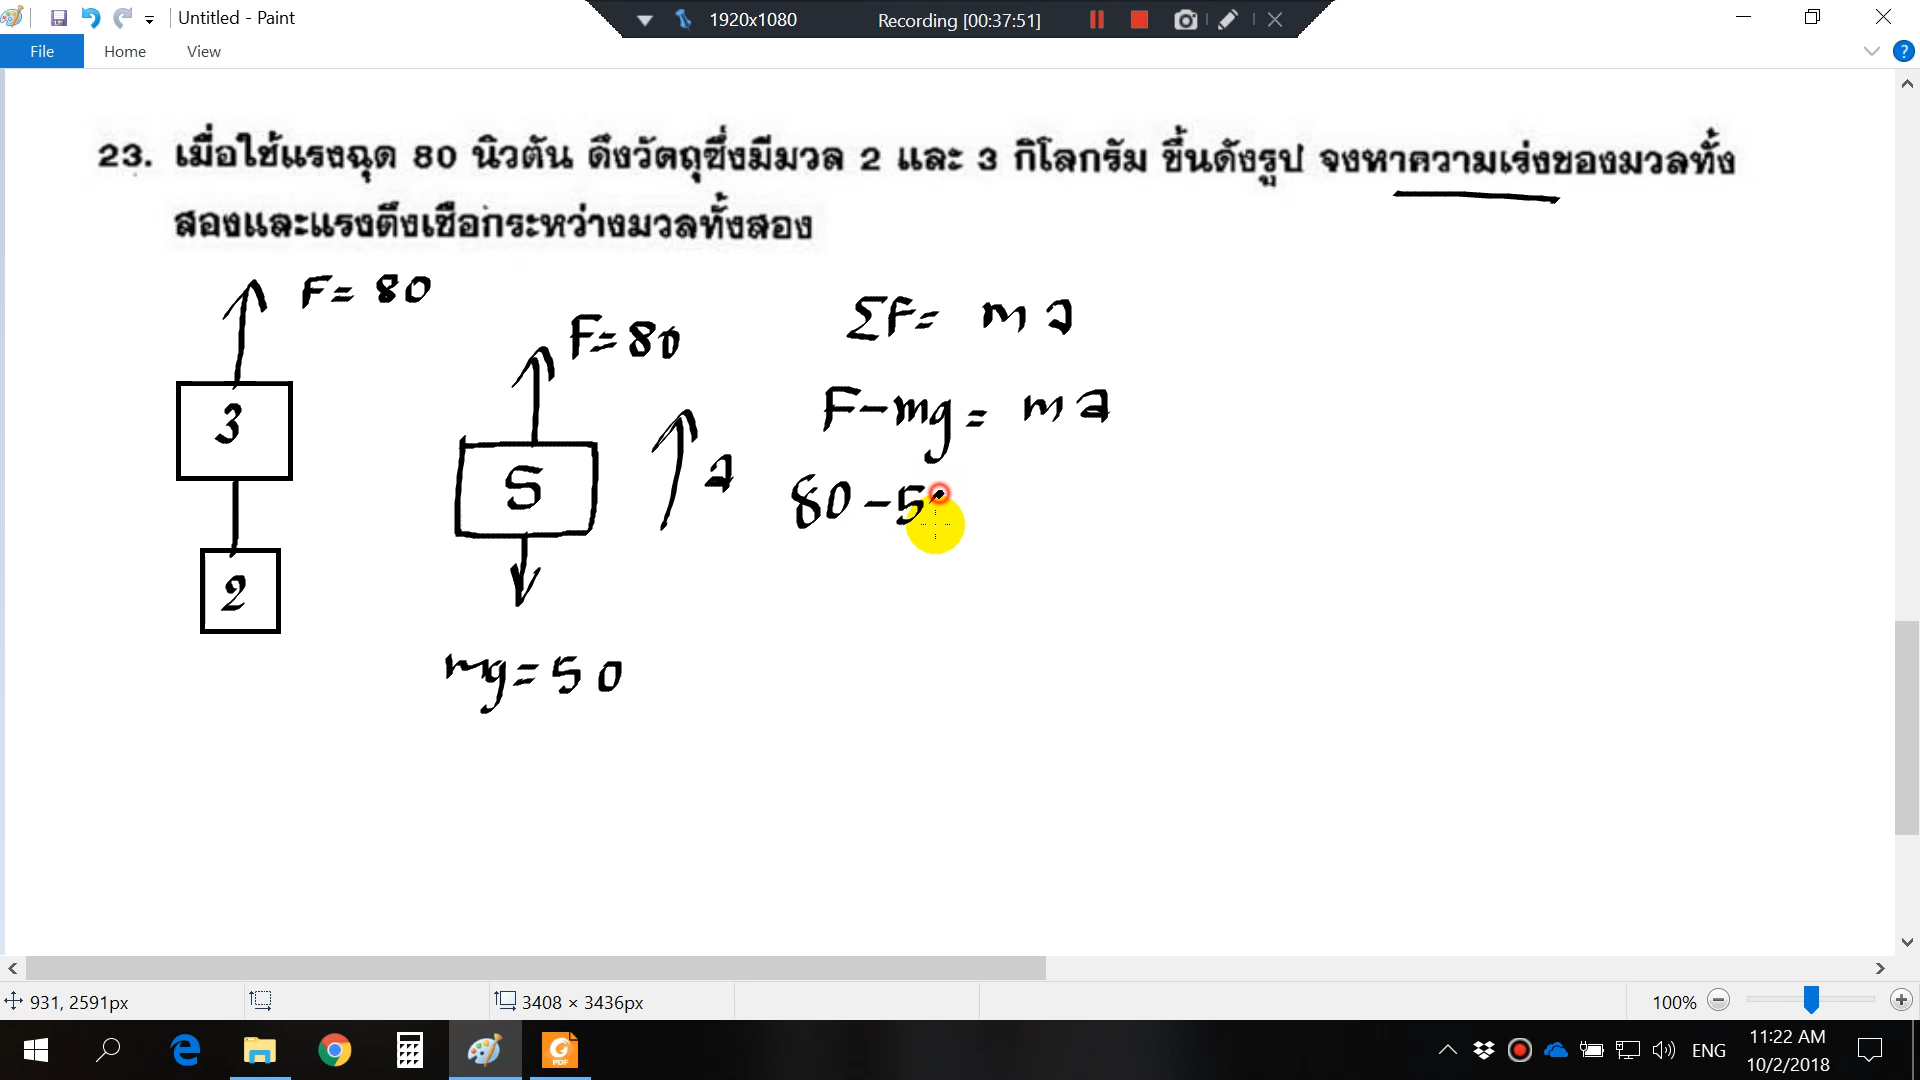 Untitled - Paint
1920x1080
Recording [00:37:51]
File Home View
23. เมื่อใช้แรงฉุด 80 นิวตัน ดึงวัตถุซึ่งมีมวล 2 และ 3 กิโลกรัม ขึ้นดังรูป จงหาความเร่งของมวลทั้ง
สองและแรงตึงเชือกระหว่างมวลทั้งสอง
F= 80
3
2
F=80
5
a
mg=50
ΣF= ma
F-mg= ma
80-5
931, 2591px
3408 × 3436px
100%
PDF
ENG
11:22 AM
10/2/2018